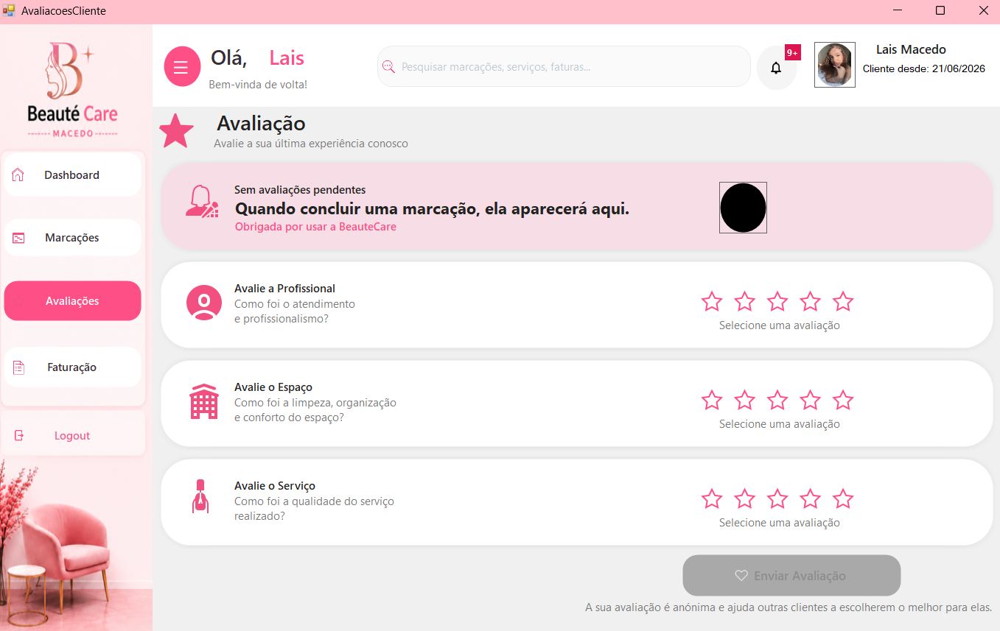 AvaliacoesCliente
Beauté Care
MACEDO
Dashboard
Marcações
Avaliações
Faturação
Logout
Olá, Lais
Bem-vinda de volta!
Pesquisar marcações, serviços, faturas...
9+
Lais Macedo
Cliente desde: 21/06/2026
Avaliação
Avalie a sua última experiência conosco
Sem avaliações pendentes
Quando concluir uma marcação, ela aparecerá aqui.
Obrigada por usar a BeauteCare
Avalie a Profissional
Como foi o atendimento
e profissionalismo?
Selecione uma avaliação
Avalie o Espaço
Como foi a limpeza, organização
e conforto do espaço?
Selecione uma avaliação
Avalie o Serviço
Como foi a qualidade do serviço
realizado?
Selecione uma avaliação
Enviar Avaliação
A sua avaliação é anónima e ajuda outras clientes a escolherem o melhor para elas.